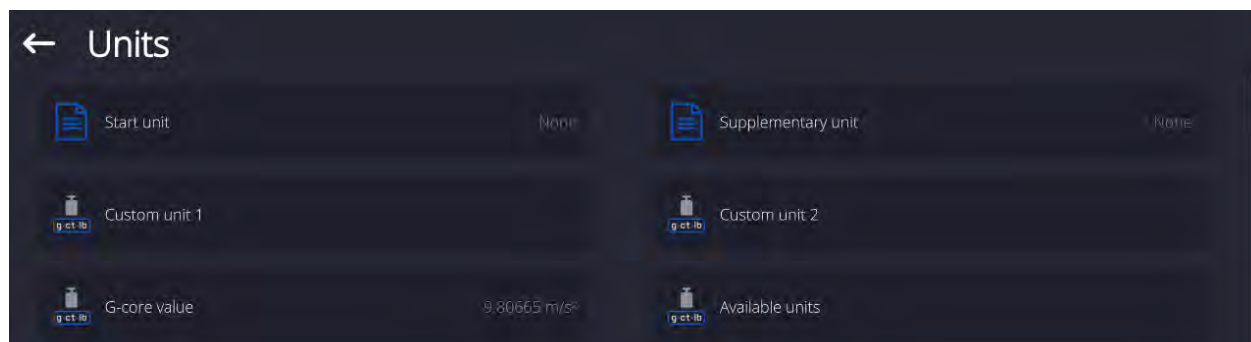 ← Units
Start unit None
Supplementary unit None
g·ct·lb Custom unit 1
g·ct·lb Custom unit 2
g·ct·lb G-core value 9.80665 m/s²
g·ct·lb Available units